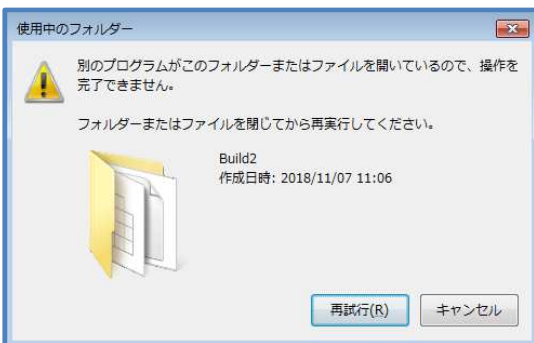 使用中のフォルダー
別のプログラムがこのフォルダーまたはファイルを開いているので、操作を
完了できません。
フォルダーまたはファイルを閉じてから再実行してください。
Build2
作成日時: 2018/11/07 11:06
再試行(R)
キャンセル